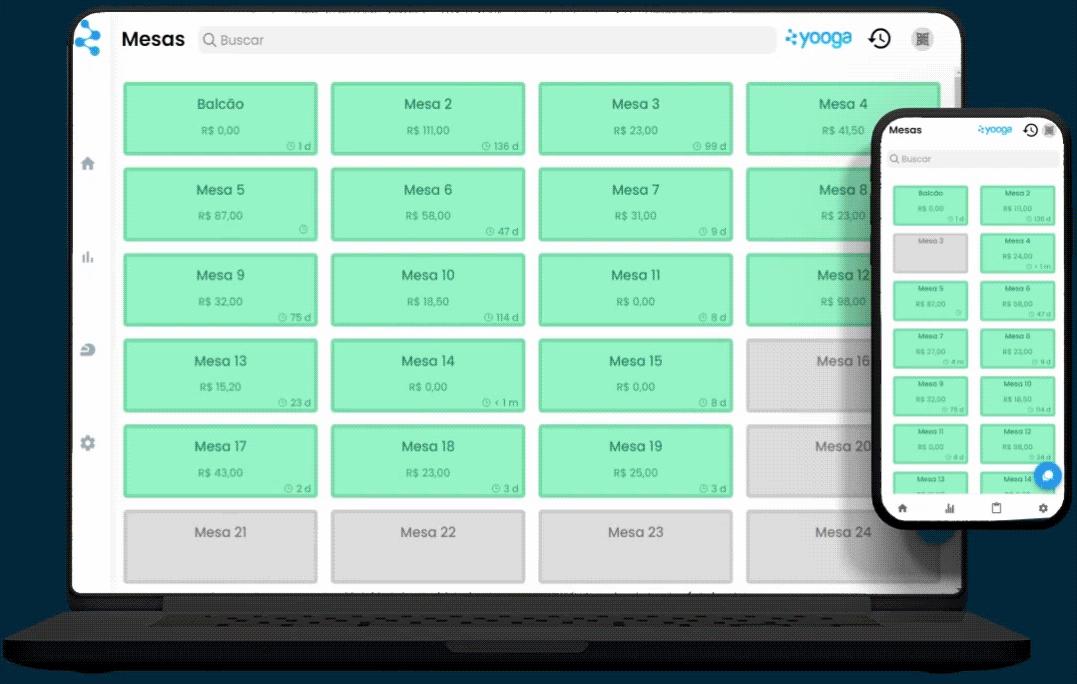 Mesas
Buscar
yooga
Balcão
Mesa 2
Mesa 3
Mesa 4
R$ 0,00
R$ 111,00
R$ 23,00
R$ 41,50
1 d
136 d
99 d
Mesa 5
Mesa 6
Mesa 7
Mesa 8
R$ 87,00
R$ 58,00
R$ 31,00
R$ 23,00
47 d
9 d
Mesa 9
Mesa 10
Mesa 11
Mesa 12
R$ 32,00
R$ 18,50
R$ 0,00
R$ 98,00
75 d
114 d
8 d
Mesa 13
Mesa 14
Mesa 15
Mesa 16
R$ 15,20
R$ 0,00
R$ 0,00
23 d
< 1 m
8 d
Mesa 17
Mesa 18
Mesa 19
Mesa 20
R$ 43,00
R$ 23,00
R$ 25,00
2 d
3 d
3 d
Mesa 21
Mesa 22
Mesa 23
Mesa 24
Mesas
yooga
Buscar
Balcão
Mesa 2
R$ 0,00
R$ 111,00
1 d
136 d
Mesa 3
Mesa 4
R$ 24,00
< 1 m
Mesa 5
Mesa 6
R$ 87,00
R$ 58,00
47 d
Mesa 7
Mesa 8
R$ 27,00
R$ 23,00
4 m
9 d
Mesa 9
Mesa 10
R$ 32,00
R$ 18,50
75 d
114 d
Mesa 11
Mesa 12
R$ 0,00
R$ 98,00
8 d
24 d
Mesa 13
Mesa 14